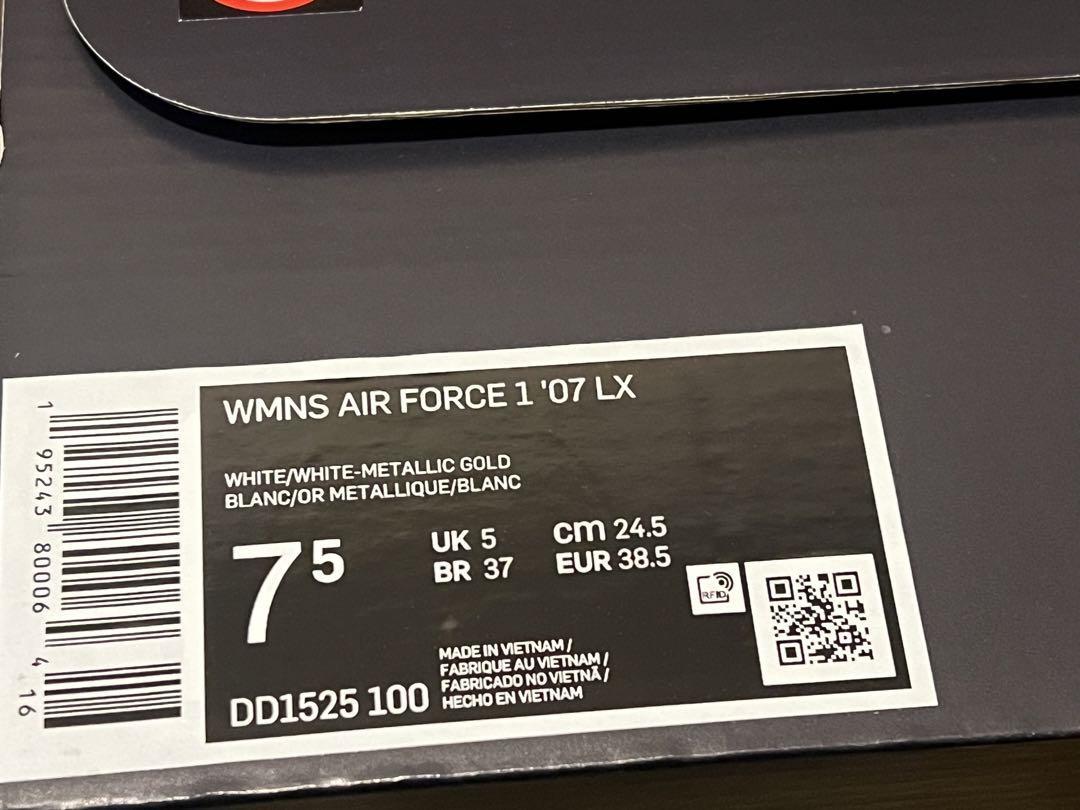 WMNS AIR FORCE 1 '07 LX
WHITE/WHITE-METALLIC GOLD
BLANC/OR METALLIQUE/BLANC
7 5
UK 5
BR 37
cm 24.5
EUR 38.5
RFID
MADE IN VIETNAM /
FABRIQUE AU VIETNAM /
FABRICADO NO VIETNÃ /
HECHO EN VIETNAM
DD1525 100
1 95243 80006 4 16